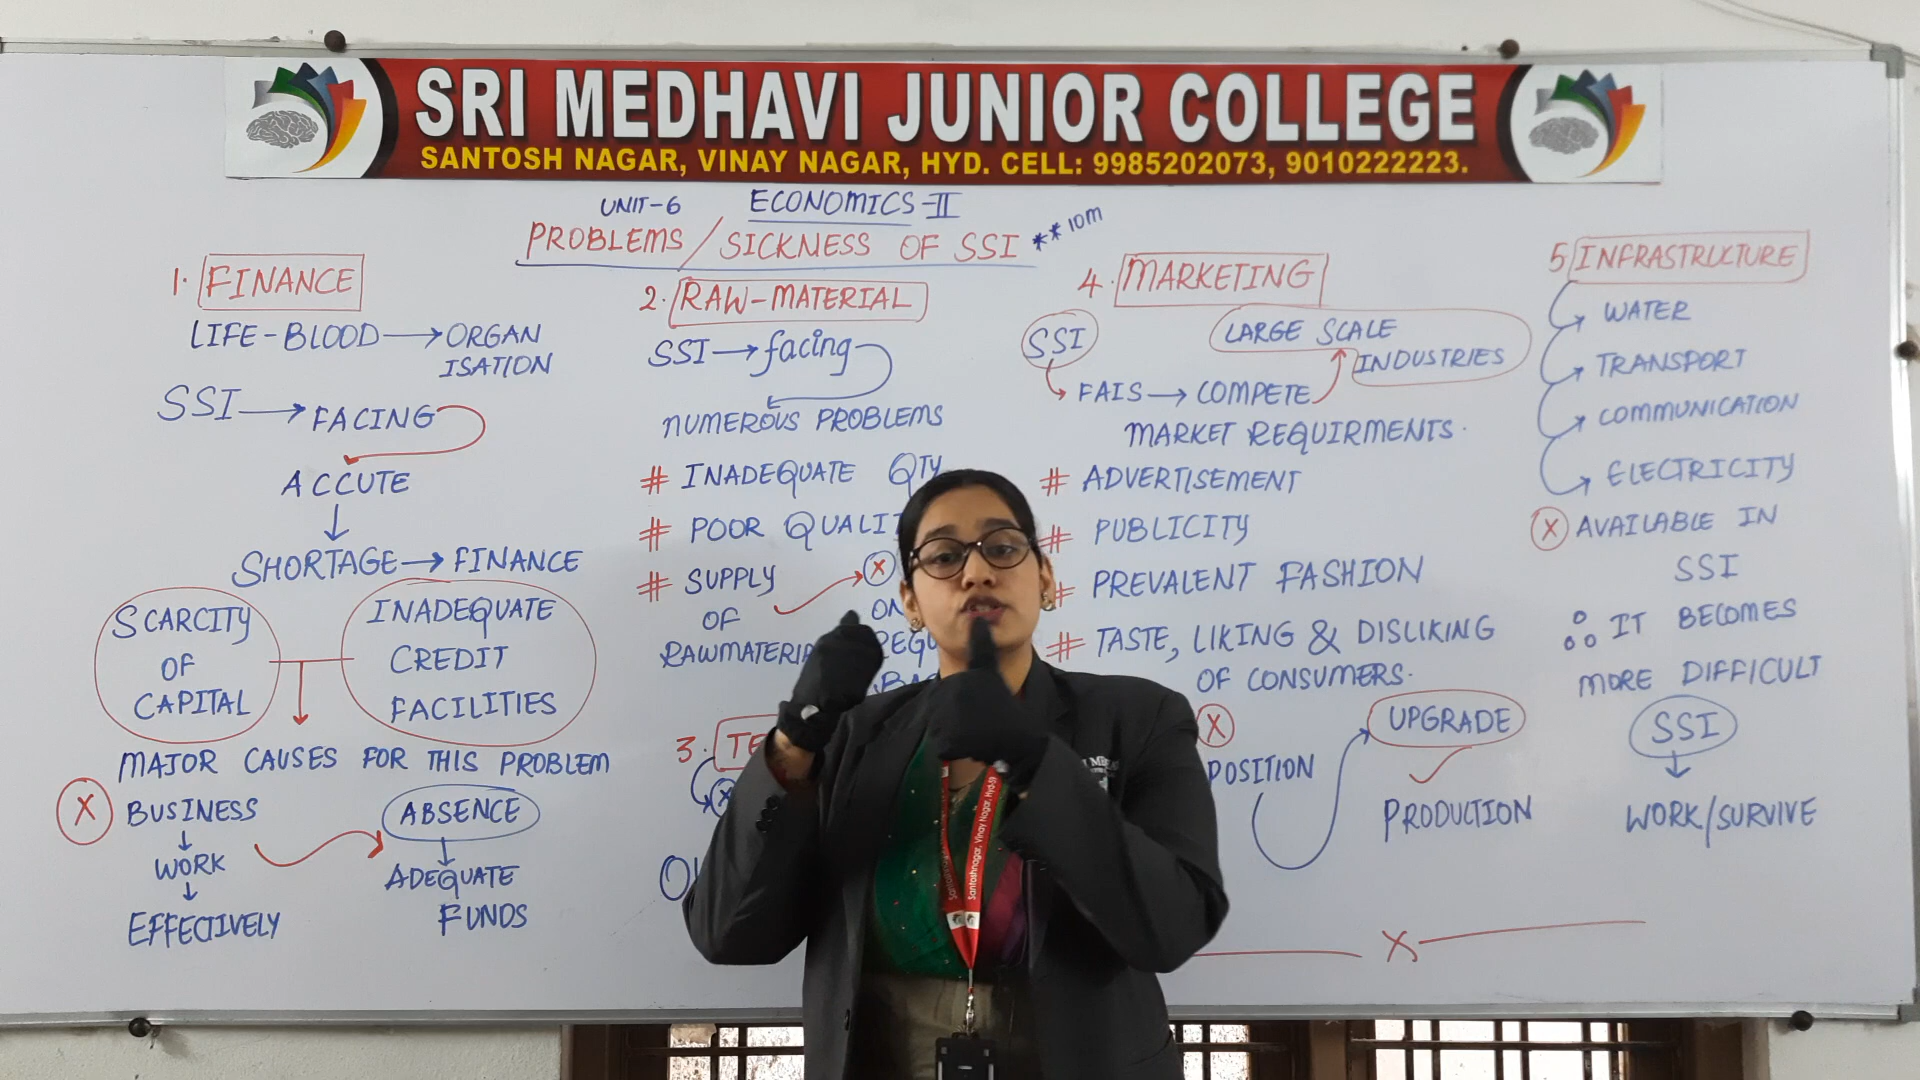 SRI MEDHAVI JUNIOR COLLEGE
SANTOSH NAGAR, VINAY NAGAR, HYD. CELL: 9985202073, 9010222223.
UNIT-6 ECONOMICS-II
PROBLEMS / SICKNESS OF SSI **10M
1. FINANCE
LIFE-BLOOD → ORGAN
ISATION
SSI → FACING
ACCUTE
↓
SHORTAGE → FINANCE
SCARCITY
OF
CAPITAL
INADEQUATE
CREDIT
FACILITIES
MAJOR CAUSES FOR THIS PROBLEM
X BUSINESS
↓
WORK
↓
EFFECTIVELY
ABSENCE
↓
ADEQUATE
FUNDS
2. RAW-MATERIAL
SSI → facing
NUMEROUS PROBLEMS
# INADEQUATE QTY
# POOR
# SUPPLY X
OF
3.
4. MARKETING
SSI
LARGE SCALE
INDUSTRIES
FAIS → COMPETE
MARKET REQUIRMENTS.
# ADVERTISEMENT
# PUBLICITY
# PREVALENT FASHION
# TASTE, LIKING & DISLIKING
OF CONSUMERS.
X
POSITION
UPGRADE
PRODUCTION
X
5 INFRASTRUCTURE
WATER
TRANSPORT
COMMUNICATION
ELECTRICITY
X AVAILABLE IN
SSI
∴ IT BECOMES
MORE DIFFICULT
SSI
↓
WORK/SURVIVE
Santoshnagar, Vinay Nagar, Hyd-59